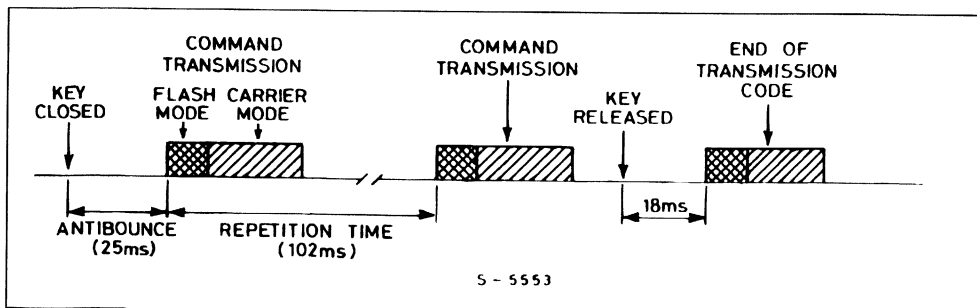 COMMAND
TRANSMISSION
COMMAND
TRANSMISSION
END OF
TRANSMISSION
CODE
KEY
CLOSED
FLASH
MODE
CARRIER
MODE
KEY
RELEASED
18ms
ANTIBOUNCE
(25ms)
REPETITION TIME
(102ms)
S - 5553